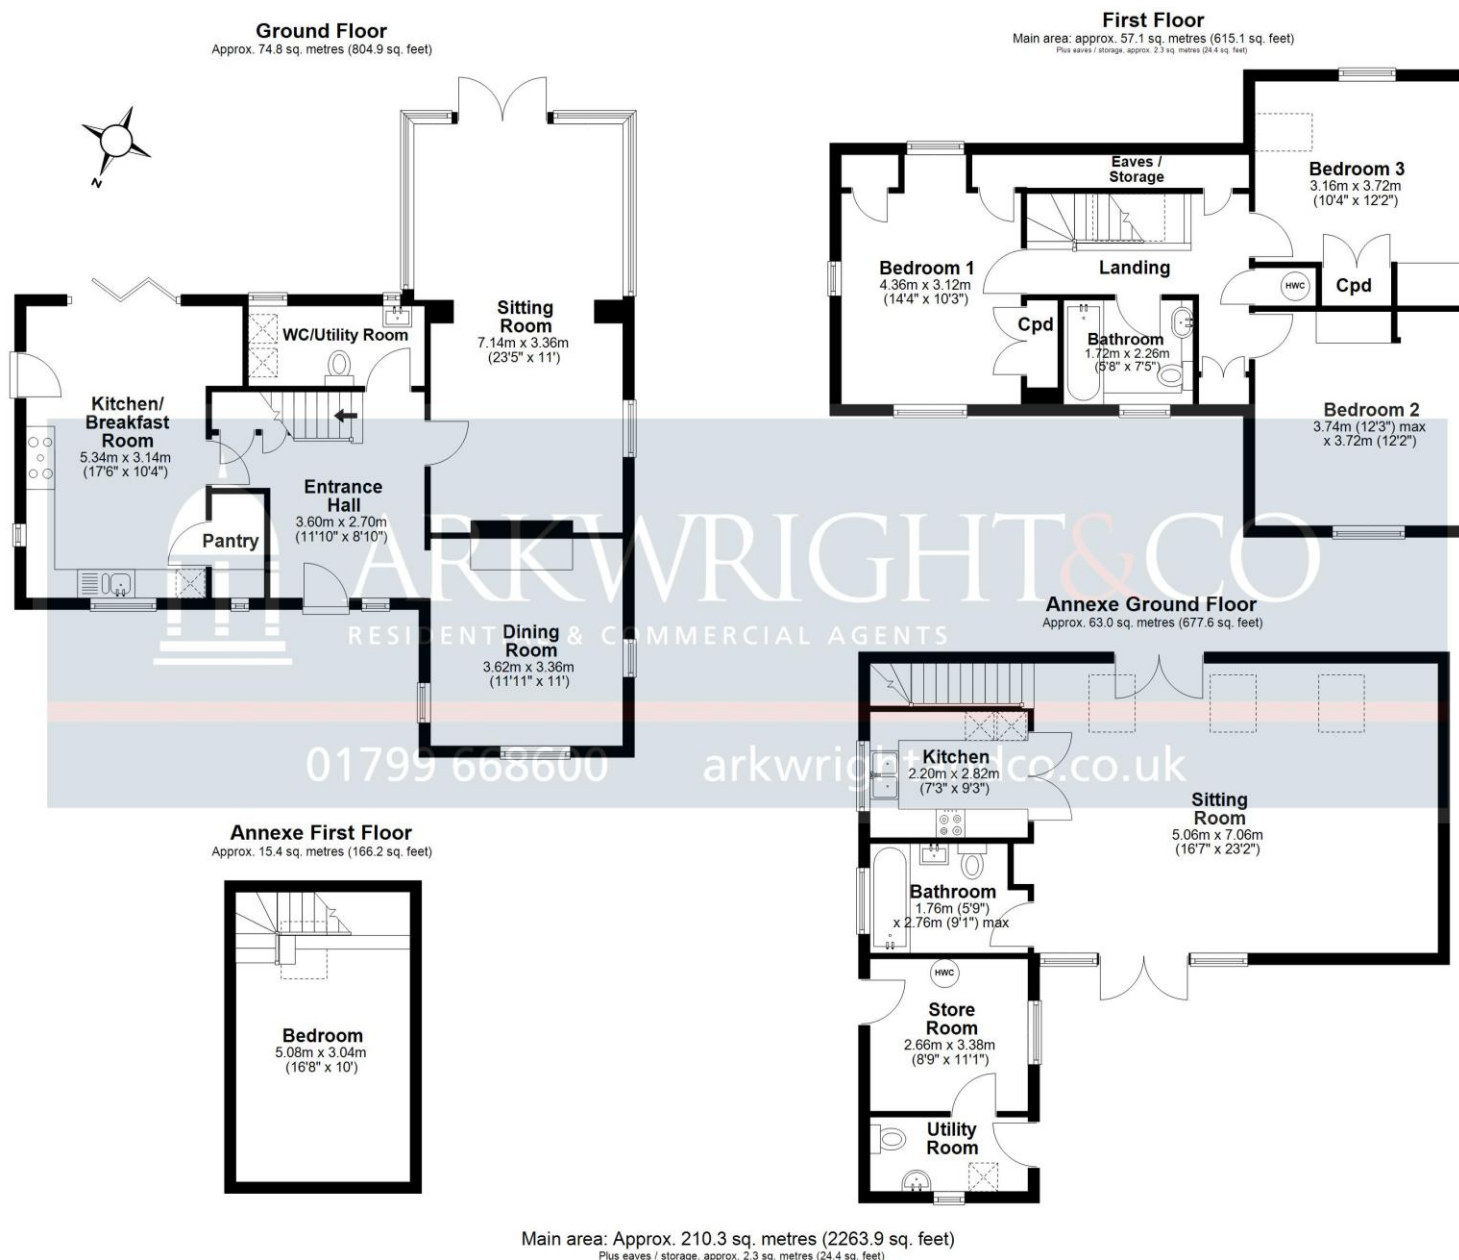 Ground Floor
Approx. 74.8 sq. metres (804.9 sq. feet)
N
Sitting
Room
7.14m x 3.36m
(23'5" x 11')
WC/Utility Room
Kitchen/
Breakfast
Room
5.34m x 3.14m
(17'6" x 10'4")
Entrance
Hall
3.60m x 2.70m
(11'10" x 8'10")
Pantry
Dining
Room
3.62m x 3.36m
(11'11" x 11')
First Floor
Main area: approx. 57.1 sq. metres (615.1 sq. feet)
Plus eaves / storage, approx. 2.3 sq. metres (24.4 sq. feet)
Eaves /
Storage
Bedroom 3
3.16m x 3.72m
(10'4" x 12'2")
Bedroom 1
4.36m x 3.12m
(14'4" x 10'3")
Landing
HWC
Cpd
Cpd
Bathroom
1.72m x 2.26m
(5'8" x 7'5")
Bedroom 2
3.74m (12'3") max
x 3.72m (12'2")
ARKWRIGHT&CO
RESIDENTIAL & COMMERCIAL AGENTS
01799 668600 arkwrightandco.co.uk
Annexe Ground Floor
Approx. 63.0 sq. metres (677.6 sq. feet)
Kitchen
2.20m x 2.82m
(7'3" x 9'3")
Sitting
Room
5.06m x 7.06m
(16'7" x 23'2")
Bathroom
1.76m (5'9")
x 2.76m (9'1") max
HWC
Store
Room
2.66m x 3.38m
(8'9" x 11'1")
Utility
Room
Annexe First Floor
Approx. 15.4 sq. metres (166.2 sq. feet)
Bedroom
5.08m x 3.04m
(16'8" x 10')
Main area: Approx. 210.3 sq. metres (2263.9 sq. feet)
Plus eaves / storage, approx. 2.3 sq. metres (24.4 sq. feet)